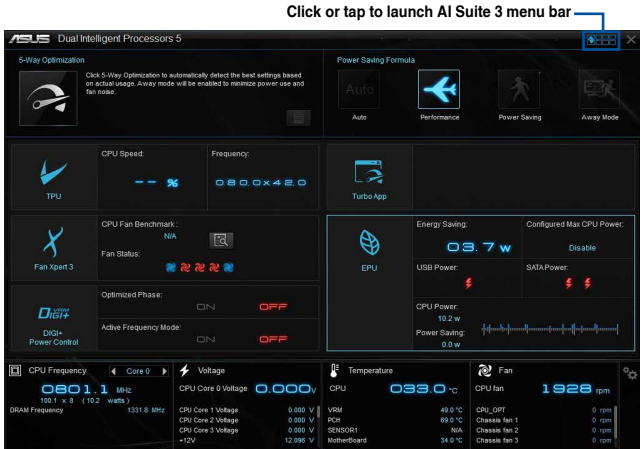 Click or tap to launch AI Suite 3 menu bar
ASUS Dual Intelligent Processors 5
5-Way Optimization
Click 5-Way Optimization to automatically detect the best settings based
on actual usage. Away mode will be enabled to minimize power use and
fan noise.
Power Saving Formula
Auto
Auto
Performance
Power Saving
Away Mode
TPU
CPU Speed:
-- %
Frequency:
080.0x42.0
Turbo App
Fan Xpert 3
CPU Fan Benchmark :
N/A
Fan Status:
EPU
Energy Saving:
03.7 w
Configured Max CPU Power:
Disable
USB Power:
SATA Power:
CPU Power:
10.2 w
Power Saving:
0.0 w
DIGI+ VRM
DIGI+
Power Control
Optimized Phase:
ON OFF
Active Frequency Mode:
ON OFF
CPU Frequency
Core 0
0801.1 MHz
100.1 x 8 (10.2 watts)
DRAM Frequency 1331.8 MHz
Voltage
CPU Core 0 Voltage 0.000 V
CPU Core 1 Voltage 0.000 V
CPU Core 2 Voltage 0.000 V
CPU Core 3 Voltage 0.000 V
+12V 12.096 V
Temperature
CPU 033.0 °C
VRM 49.0 °C
PCH 69.0 °C
SENSOR1 N/A
MotherBoard 34.0 °C
Fan
CPU fan 1928 rpm
CPU_OPT 0 rpm
Chassis fan 1 0 rpm
Chassis fan 2 0 rpm
Chassis fan 3 0 rpm